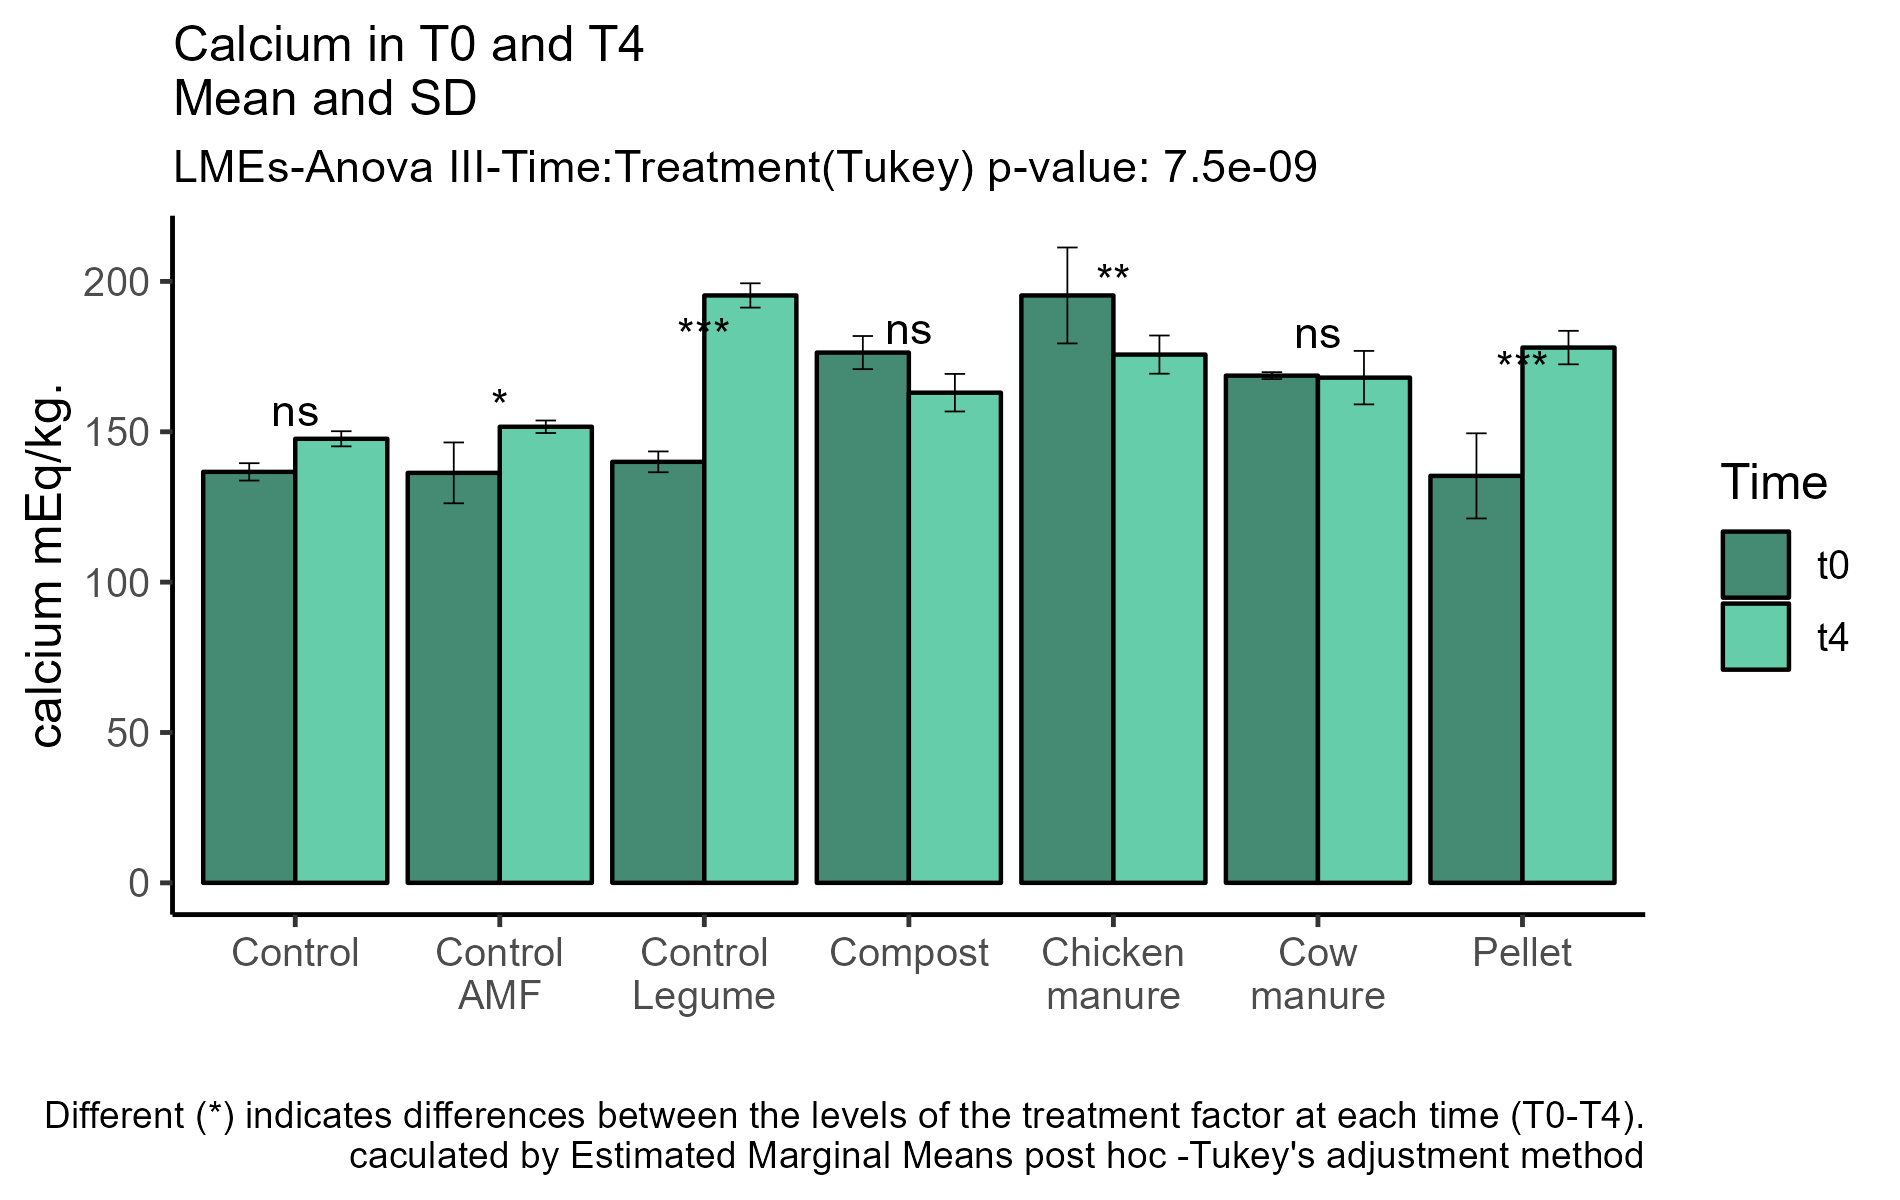 Calcium in T0 and T4
Mean and SD
LMEs-Anova III-Time:Treatment(Tukey) p-value: 7.5e-09
calcium mEq/kg.
200
150
100
50
0
ns
*
***
ns
**
ns
***
Control
Control
AMF
Control
Legume
Compost
Chicken
manure
Cow
manure
Pellet
Time
t0
t4
Different (*) indicates differences between the levels of the treatment factor at each time (T0-T4).
caculated by Estimated Marginal Means post hoc -Tukey's adjustment method